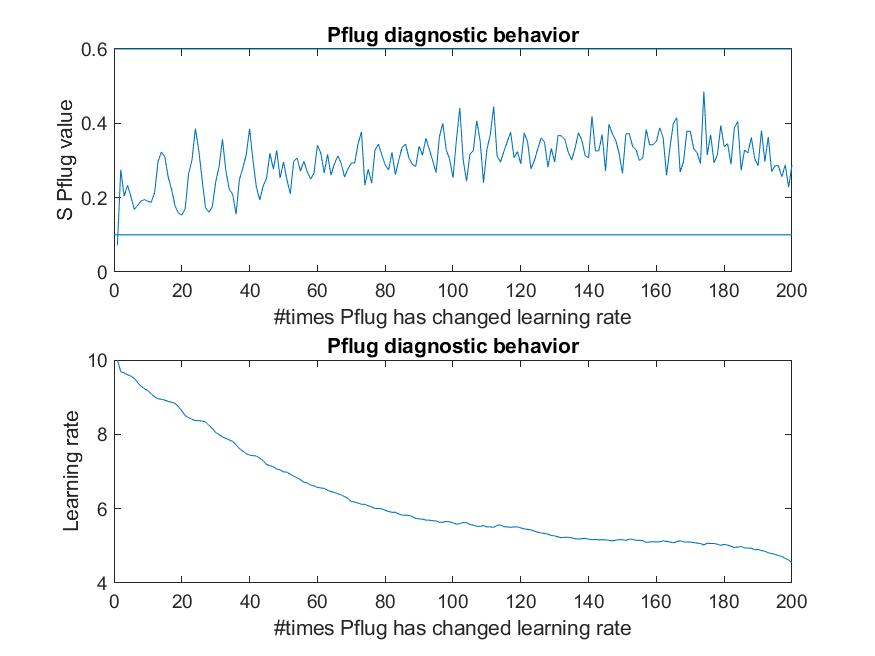 Pflug diagnostic behavior
0.6
0.4
0.2
0
S Pflug value
0 20 40 60 80 100 120 140 160 180 200
#times Pflug has changed learning rate
Pflug diagnostic behavior
10
8
6
4
Learning rate
0 20 40 60 80 100 120 140 160 180 200
#times Pflug has changed learning rate